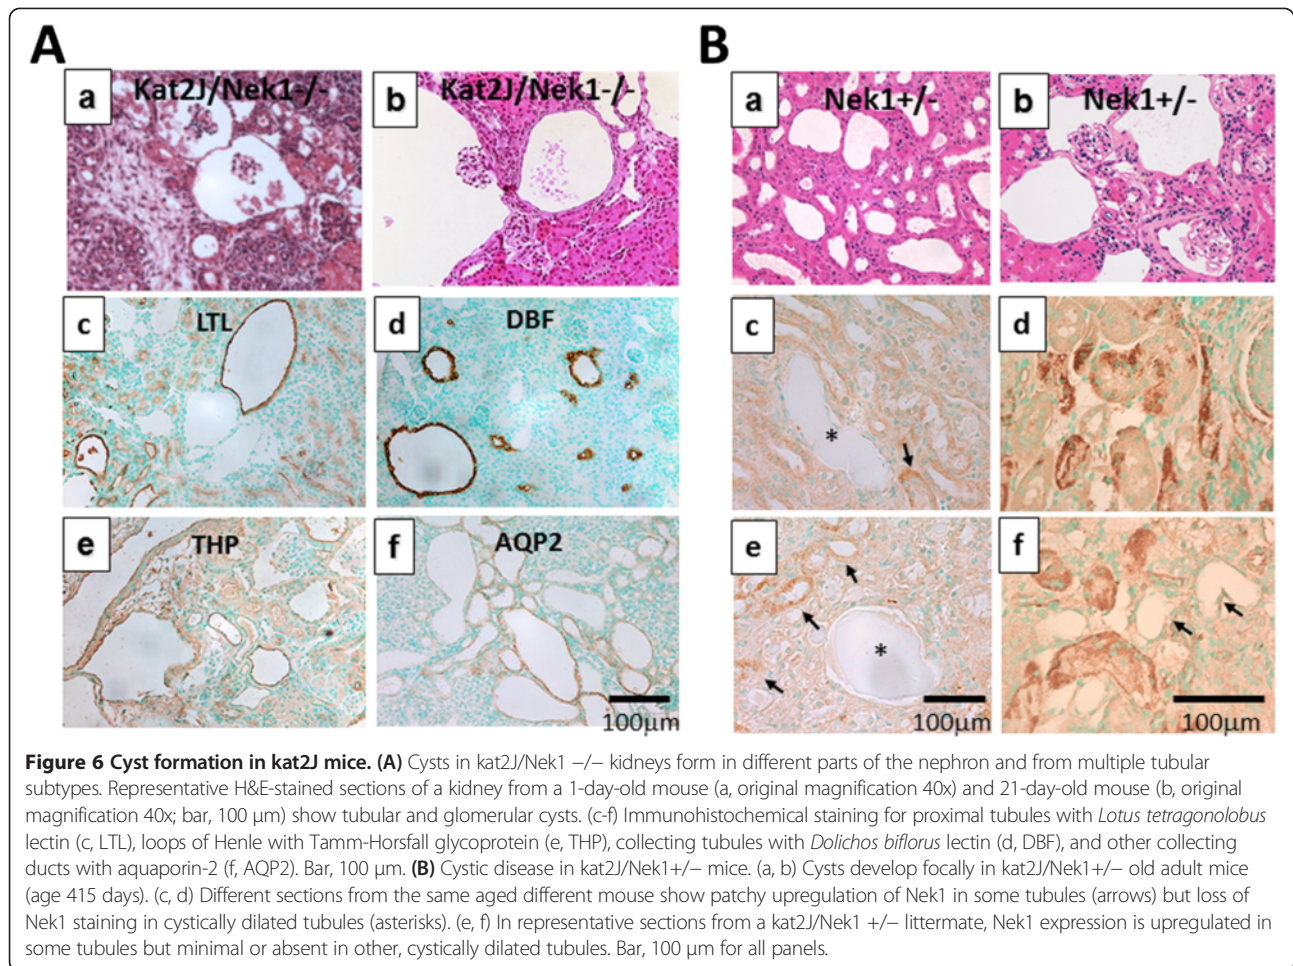 A
B
a
Kat2J/Nek1-/-
b
Kat2J/Nek1-/-
a
Nek1+/-
b
Nek1+/-
c
LTL
d
DBF
c
*
d
e
THP
f
AQP2
100μm
e
*
100μm
f
100μm
Figure 6 Cyst formation in kat2J mice. (A) Cysts in kat2J/Nek1 −/− kidneys form in different parts of the nephron and from multiple tubular
subtypes. Representative H&E-stained sections of a kidney from a 1-day-old mouse (a, original magnification 40x) and 21-day-old mouse (b, original
magnification 40x; bar, 100 μm) show tubular and glomerular cysts. (c-f) Immunohistochemical staining for proximal tubules with Lotus tetragonolobus
lectin (c, LTL), loops of Henle with Tamm-Horsfall glycoprotein (e, THP), collecting tubules with Dolichos biflorus lectin (d, DBF), and other collecting
ducts with aquaporin-2 (f, AQP2). Bar, 100 μm. (B) Cystic disease in kat2J/Nek1+/− mice. (a, b) Cysts develop focally in kat2J/Nek1+/− old adult mice
(age 415 days). (c, d) Different sections from the same aged different mouse show patchy upregulation of Nek1 in some tubules (arrows) but loss of
Nek1 staining in cystically dilated tubules (asterisks). (e, f) In representative sections from a kat2J/Nek1 +/− littermate, Nek1 expression is upregulated in
some tubules but minimal or absent in other, cystically dilated tubules. Bar, 100 μm for all panels.